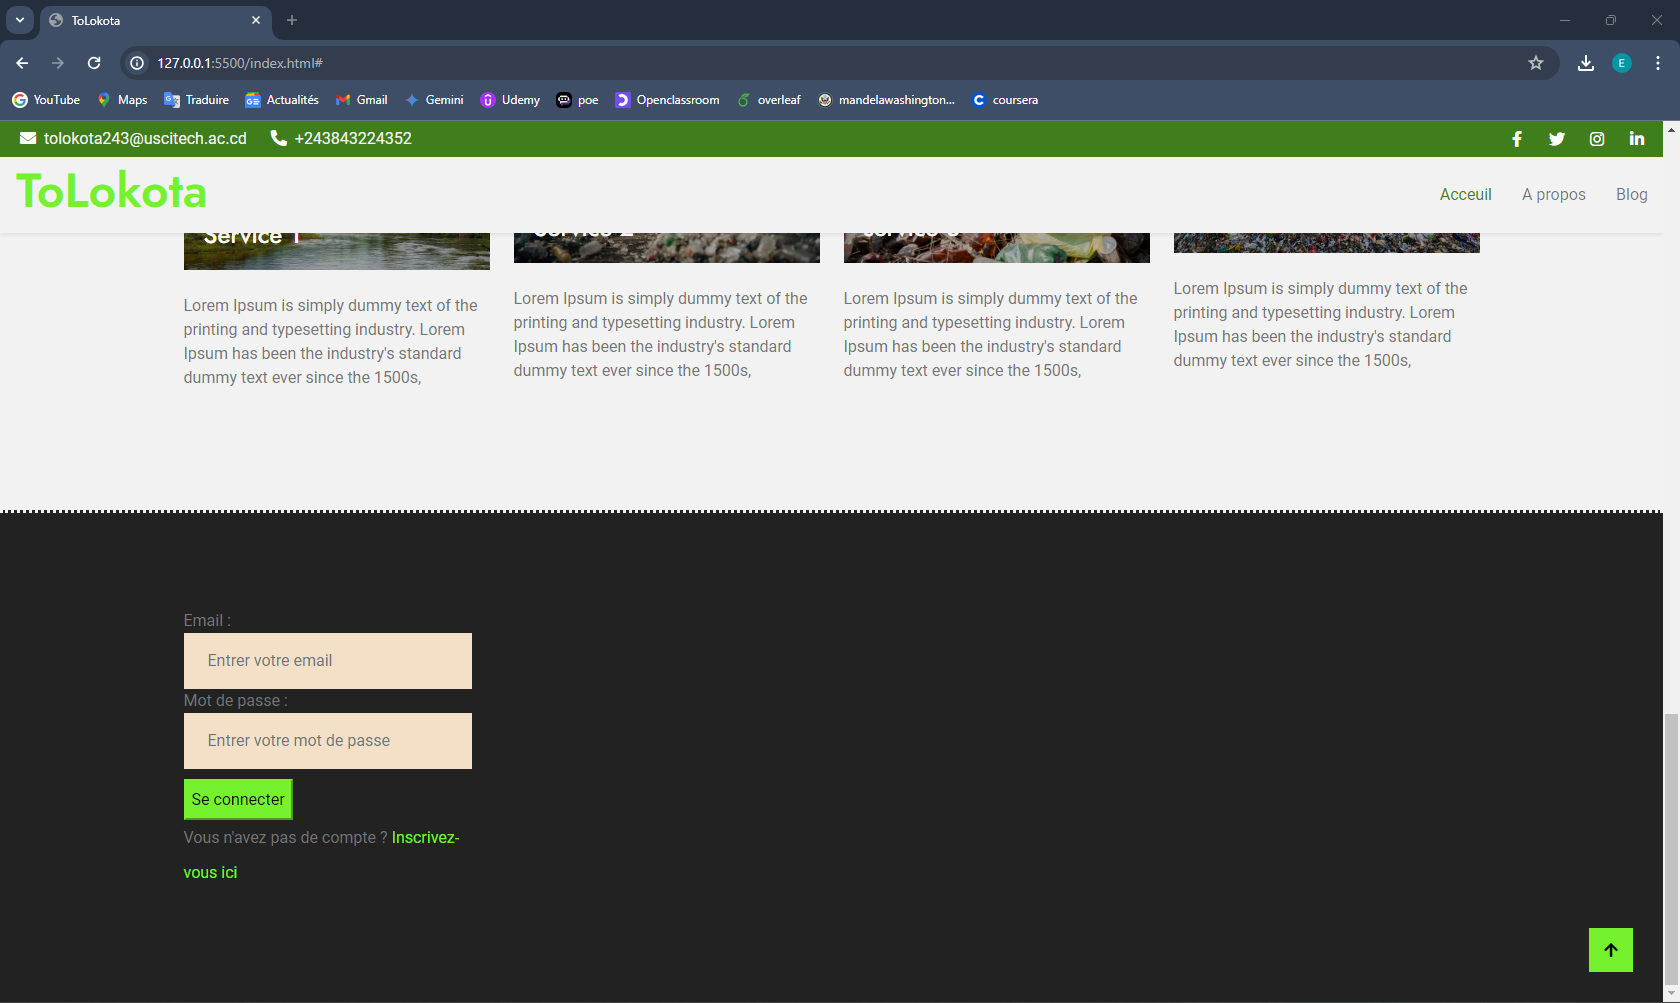 ToLokota
127.0.0.1:5500/index.html#
E
YouTube
Maps
Traduire
Actualités
Gmail
Gemini
Udemy
poe
Openclassroom
overleaf
mandelawashington...
coursera
tolokota243@uscitech.ac.cd +243843224352
ToLokota
Acceuil
A propos
Blog
Service 1
Lorem Ipsum is simply dummy text of the
printing and typesetting industry. Lorem
Ipsum has been the industry's standard
dummy text ever since the 1500s,
Lorem Ipsum is simply dummy text of the
printing and typesetting industry. Lorem
Ipsum has been the industry's standard
dummy text ever since the 1500s,
Lorem Ipsum is simply dummy text of the
printing and typesetting industry. Lorem
Ipsum has been the industry's standard
dummy text ever since the 1500s,
Lorem Ipsum is simply dummy text of the
printing and typesetting industry. Lorem
Ipsum has been the industry's standard
dummy text ever since the 1500s,
Email :
Entrer votre email
Mot de passe :
Entrer votre mot de passe
Se connecter
Vous n'avez pas de compte ? Inscrivez-
vous ici